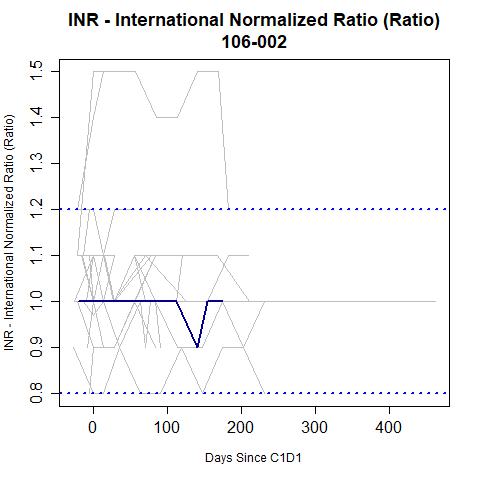 INR - International Normalized Ratio (Ratio)
106-002
INR - International Normalized Ratio (Ratio)
1.5
1.4
1.3
1.2
1.1
1.0
0.9
0.8
0 100 200 300 400
Days Since C1D1